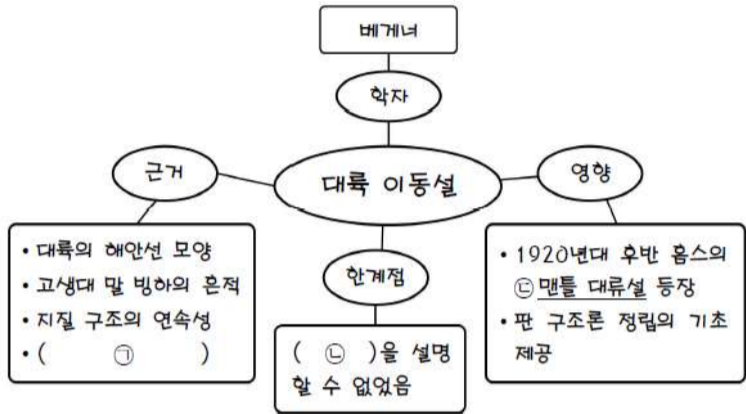 베게너
학자
근거
대륙 이동설
영향
• 대륙의 해안선 모양
• 고생대 말 빙하의 흔적
• 지질 구조의 연속성
• ( ㉠ )
한계점
( ㉡ )을 설명
할 수 없었음
• 1920년대 후반 홈스의
㉢ 맨틀 대류설 등장
• 판 구조론 정립의 기초
제공